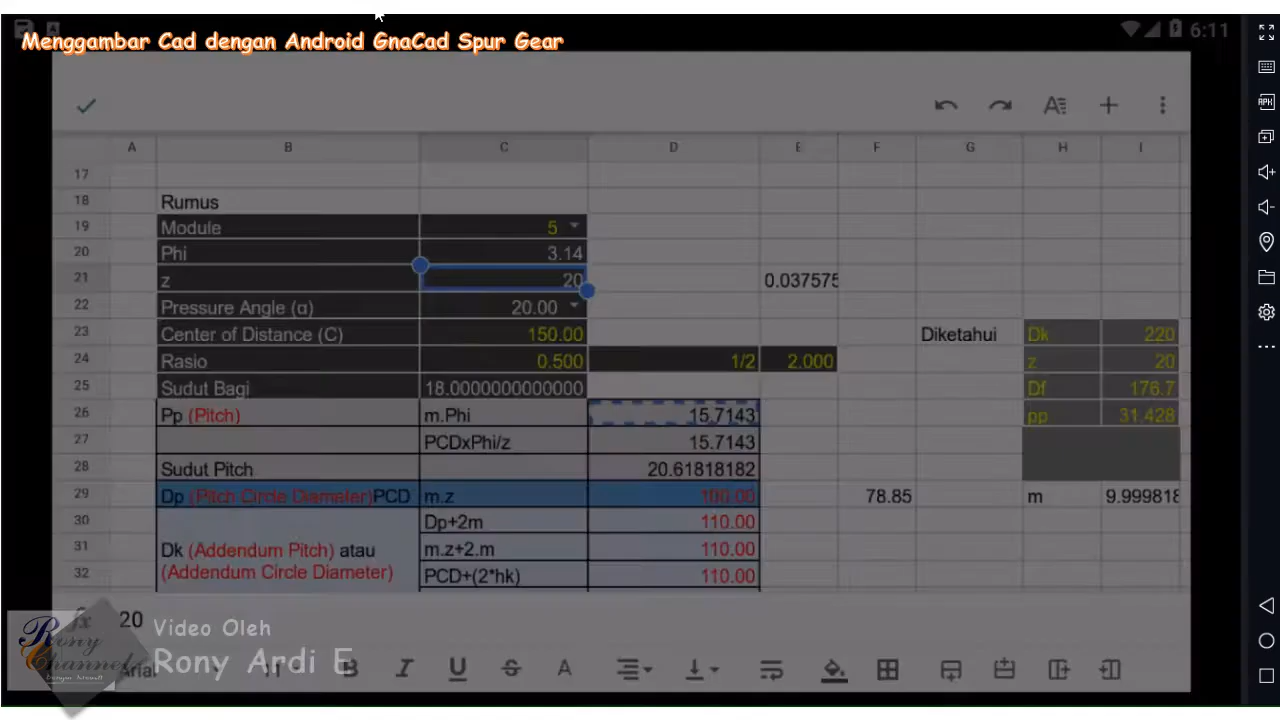 Menggambar Cad dengan Android GnaCad Spur Gear
6:11
A B C D E F G H I
17
18 Rumus
19 Module 5
20 Phi 3.14
21 z 20 0.037575
22 Pressure Angle (α) 20.00
23 Center of Distance (C) 150.00 Diketahui Dk 220
24 Rasio 0.500 1/2 2.000 z 20
25 Sudut Bagi 18.0000000000000 Df 176.7
26 Pp (Pitch) m.Phi 15.7143 pp 31.428
27 PCDxPhi/z 15.7143
28 Sudut Pitch 20.61818182
29 Dp (Pitch Circle Diameter)PCD m.z 100.00 78.85 m 9.999818
30 Dp+2m 110.00
31 Dk (Addendum Pitch) atau m.z+2.m 110.00
32 (Addendum Circle Diameter) PCD+(2*hk) 110.00
fx 20
Video Oleh
Rony Ardi E
Rony
Channel
Arial
B I U S A
APK